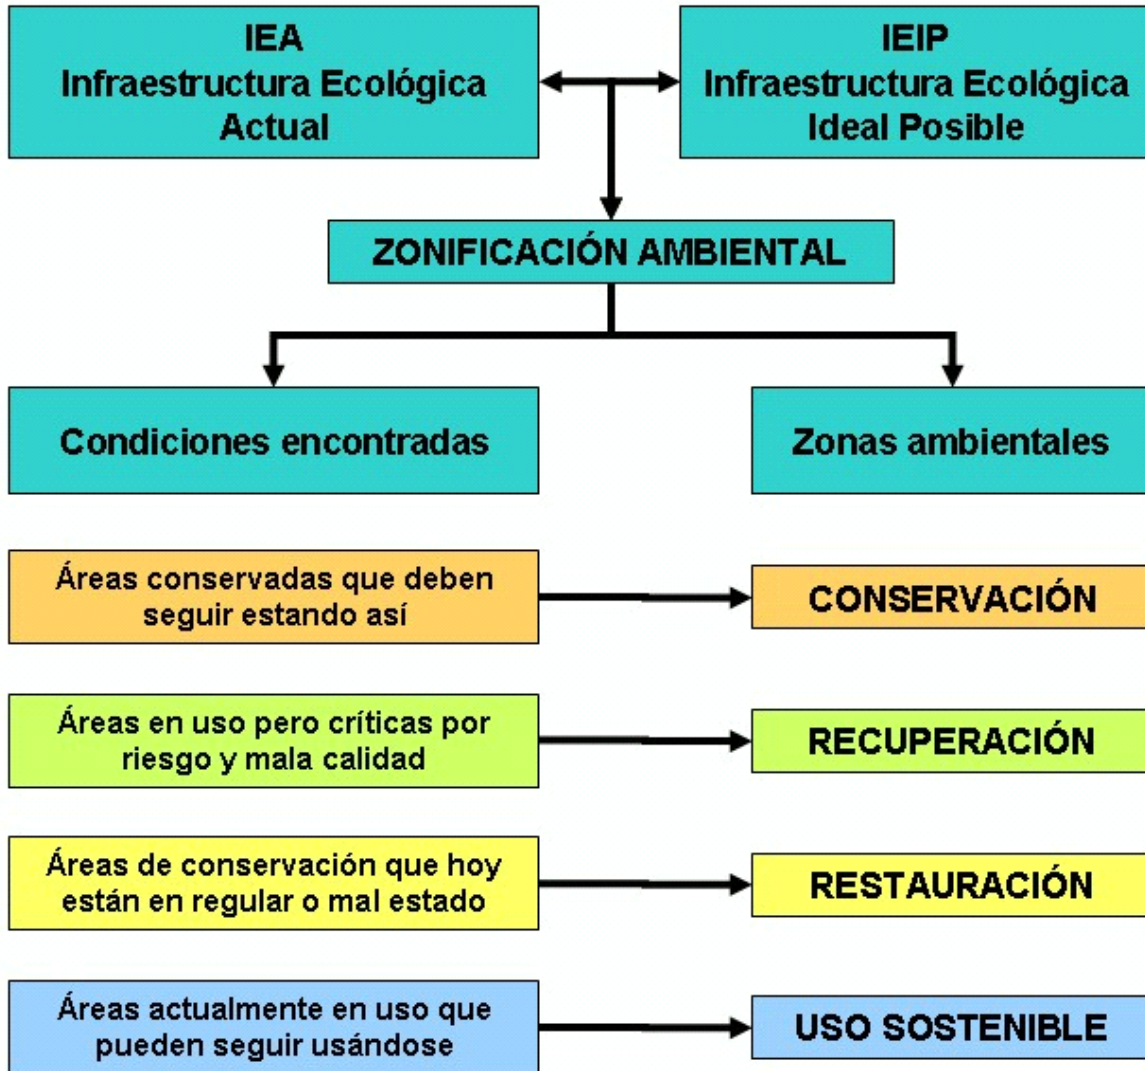 IEA
Infraestructura Ecológica
Actual
IEIP
Infraestructura Ecológica
Ideal Posible
ZONIFICACIÓN AMBIENTAL
Condiciones encontradas
Zonas ambientales
Áreas conservadas que deben
seguir estando así
CONSERVACIÓN
Áreas en uso pero críticas por
riesgo y mala calidad
RECUPERACIÓN
Áreas de conservación que hoy
están en regular o mal estado
RESTAURACIÓN
Áreas actualmente en uso que
pueden seguir usándose
USO SOSTENIBLE